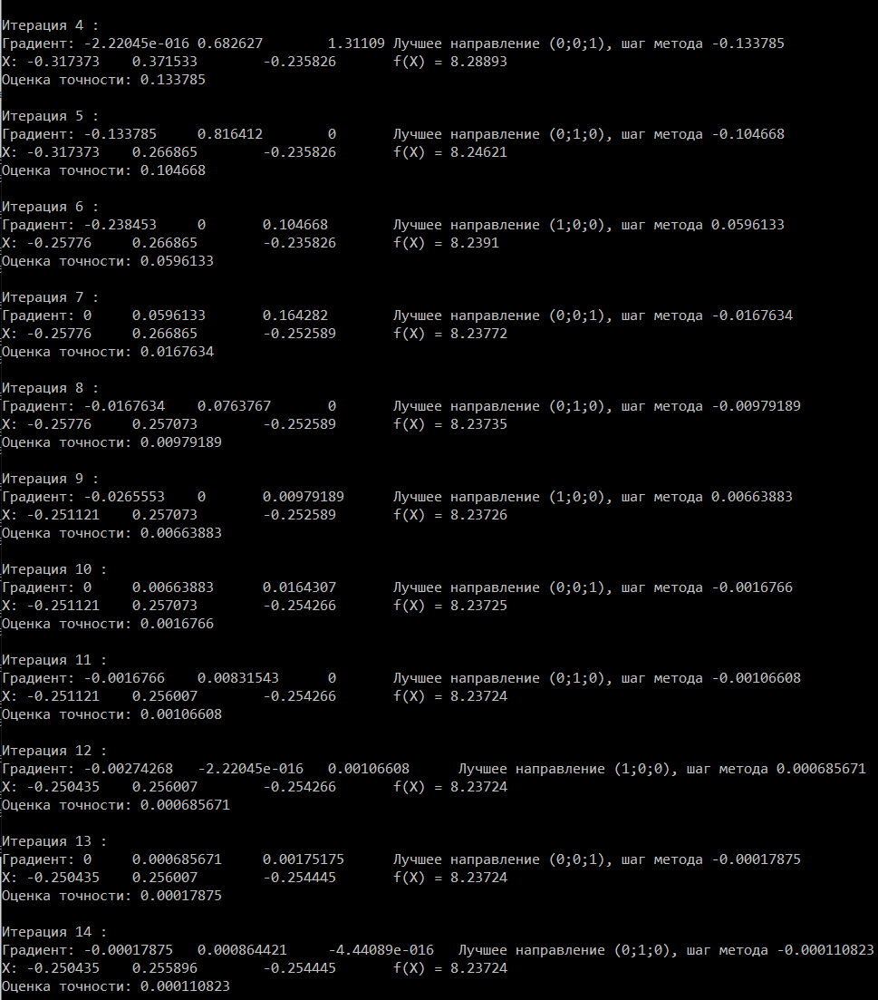 Итерация 4 :
Градиент: -2.22045e-016 0.682627 1.31109 Лучшее направление (0;0;1), шаг метода -0.133785
X: -0.317373 0.371533 -0.235826 f(X) = 8.28893
Оценка точности: 0.133785
Итерация 5 :
Градиент: -0.133785 0.816412 0 Лучшее направление (0;1;0), шаг метода -0.104668
X: -0.317373 0.266865 -0.235826 f(X) = 8.24621
Оценка точности: 0.104668
Итерация 6 :
Градиент: -0.238453 0 0.104668 Лучшее направление (1;0;0), шаг метода 0.0596133
X: -0.25776 0.266865 -0.235826 f(X) = 8.2391
Оценка точности: 0.0596133
Итерация 7 :
Градиент: 0 0.0596133 0.164282 Лучшее направление (0;0;1), шаг метода -0.0167634
X: -0.25776 0.266865 -0.252589 f(X) = 8.23772
Оценка точности: 0.0167634
Итерация 8 :
Градиент: -0.0167634 0.0763767 0 Лучшее направление (0;1;0), шаг метода -0.00979189
X: -0.25776 0.257073 -0.252589 f(X) = 8.23735
Оценка точности: 0.00979189
Итерация 9 :
Градиент: -0.0265553 0 0.00979189 Лучшее направление (1;0;0), шаг метода 0.00663883
X: -0.251121 0.257073 -0.252589 f(X) = 8.23726
Оценка точности: 0.00663883
Итерация 10 :
Градиент: 0 0.00663883 0.0164307 Лучшее направление (0;0;1), шаг метода -0.0016766
X: -0.251121 0.257073 -0.254266 f(X) = 8.23725
Оценка точности: 0.0016766
Итерация 11 :
Градиент: -0.0016766 0.00831543 0 Лучшее направление (0;1;0), шаг метода -0.00106608
X: -0.251121 0.256007 -0.254266 f(X) = 8.23724
Оценка точности: 0.00106608
Итерация 12 :
Градиент: -0.00274268 -2.22045e-016 0.00106608 Лучшее направление (1;0;0), шаг метода 0.000685671
X: -0.250435 0.256007 -0.254266 f(X) = 8.23724
Оценка точности: 0.000685671
Итерация 13 :
Градиент: 0 0.000685671 0.00175175 Лучшее направление (0;0;1), шаг метода -0.00017875
X: -0.250435 0.256007 -0.254445 f(X) = 8.23724
Оценка точности: 0.00017875
Итерация 14 :
Градиент: -0.00017875 0.000864421 -4.44089e-016 Лучшее направление (0;1;0), шаг метода -0.000110823
X: -0.250435 0.255896 -0.254445 f(X) = 8.23724
Оценка точности: 0.000110823